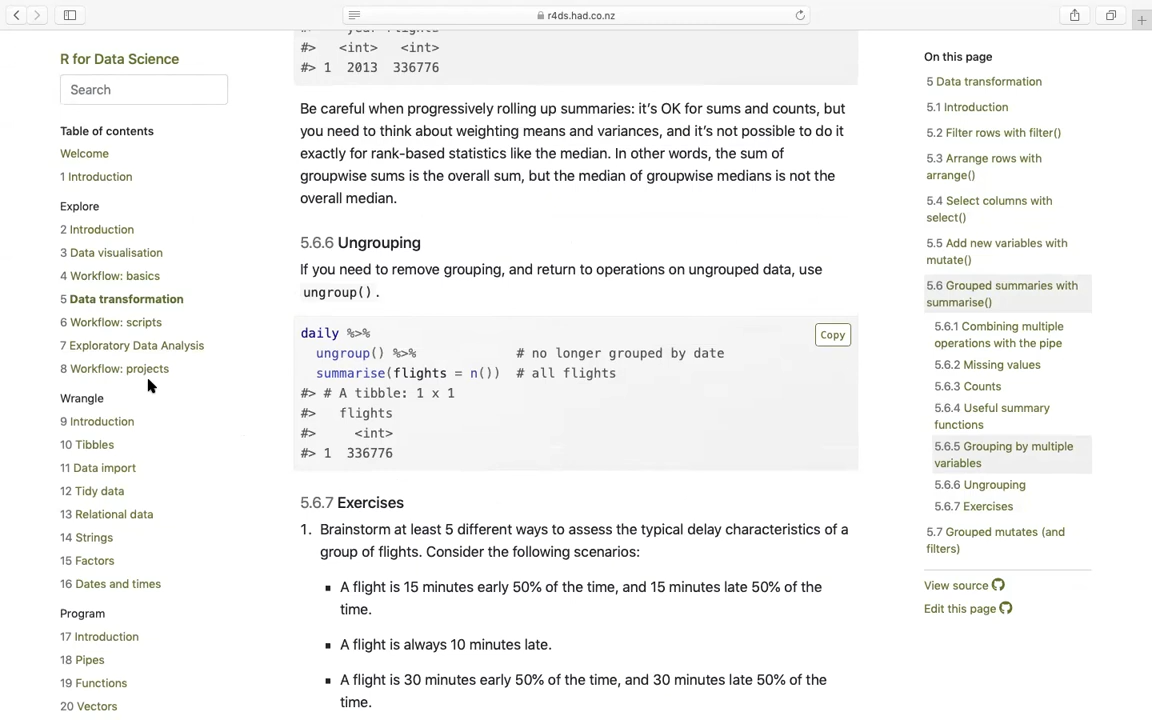 r4ds.had.co.nz
R for Data Science
Search
Table of contents
Welcome
1 Introduction
Explore
2 Introduction
3 Data visualisation
4 Workflow: basics
5 Data transformation
6 Workflow: scripts
7 Exploratory Data Analysis
8 Workflow: projects
Wrangle
9 Introduction
10 Tibbles
11 Data import
12 Tidy data
13 Relational data
14 Strings
15 Factors
16 Dates and times
Program
17 Introduction
18 Pipes
19 Functions
20 Vectors
#> <int> <int>
#> 1 2013 336776
Be careful when progressively rolling up summaries: it’s OK for sums and counts, but
you need to think about weighting means and variances, and it’s not possible to do it
exactly for rank-based statistics like the median. In other words, the sum of
groupwise sums is the overall sum, but the median of groupwise medians is not the
overall median.
5.6.6 Ungrouping
If you need to remove grouping, and return to operations on ungrouped data, use
ungroup() .
daily %>%
Copy
ungroup() %>% # no longer grouped by date
summarise(flights = n()) # all flights
#> # A tibble: 1 x 1
#> flights
#> <int>
#> 1 336776
5.6.7 Exercises
1. Brainstorm at least 5 different ways to assess the typical delay characteristics of a
group of flights. Consider the following scenarios:
▪ A flight is 15 minutes early 50% of the time, and 15 minutes late 50% of the
time.
▪ A flight is always 10 minutes late.
▪ A flight is 30 minutes early 50% of the time, and 30 minutes late 50% of the
time.
On this page
5 Data transformation
5.1 Introduction
5.2 Filter rows with filter()
5.3 Arrange rows with
arrange()
5.4 Select columns with
select()
5.5 Add new variables with
mutate()
5.6 Grouped summaries with
summarise()
5.6.1 Combining multiple
operations with the pipe
5.6.2 Missing values
5.6.3 Counts
5.6.4 Useful summary
functions
5.6.5 Grouping by multiple
variables
5.6.6 Ungrouping
5.6.7 Exercises
5.7 Grouped mutates (and
filters)
View source
Edit this page